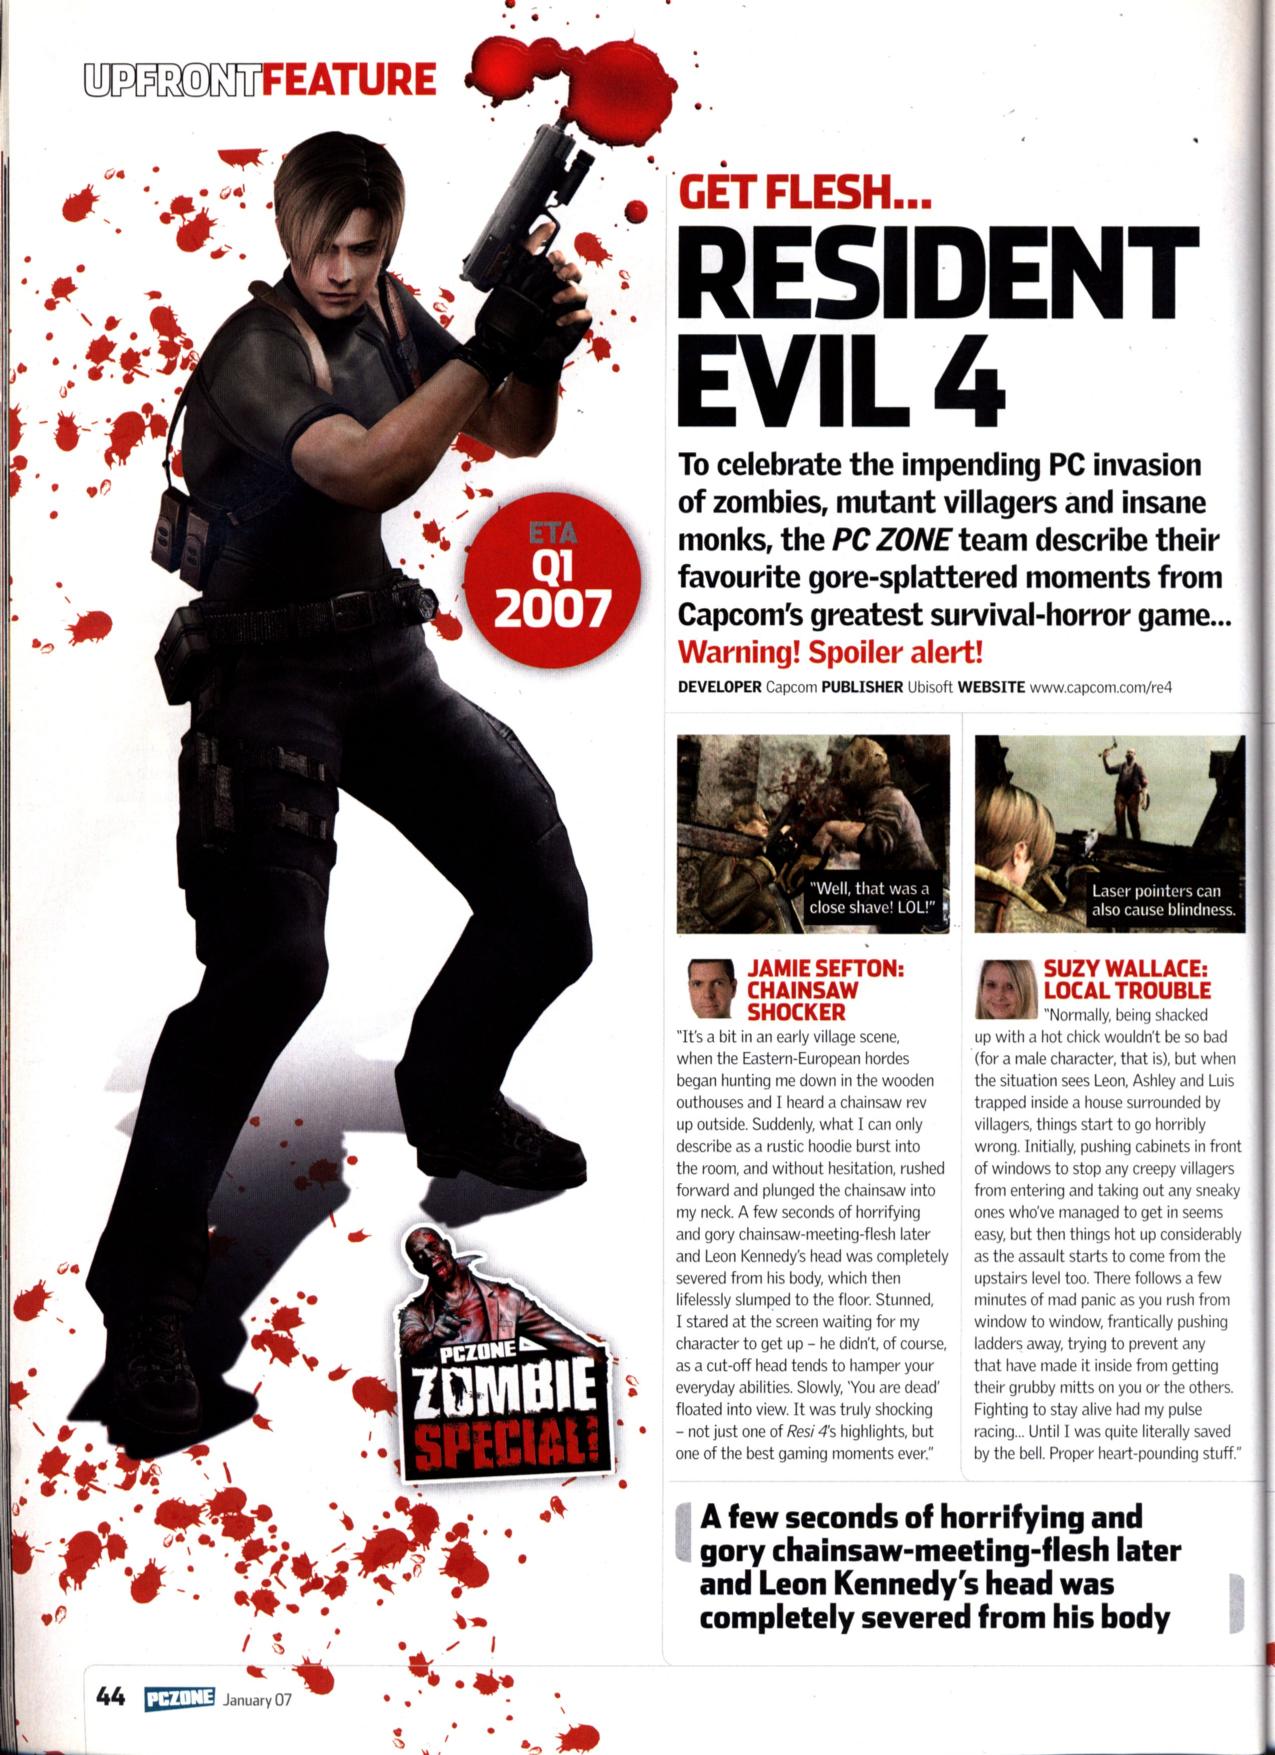 UPFRONTFEATURE
GET FLESH...
RESIDENT
EVIL 4
To celebrate the impending PC invasion
of zombies, mutant villagers and insane
monks, the PC ZONE team describe their
favourite gore-splattered moments from
Capcom's greatest survival-horror game...
Warning! Spoiler alert!
DEVELOPER Capcom PUBLISHER Ubisoft WEBSITE www.capcom.com/re4
ETA
Q1
2007
"Well, that was a
close shave! LOL!"
JAMIE SEFTON:
CHAINSAW
SHOCKER
"It's a bit in an early village scene,
when the Eastern-European hordes
began hunting me down in the wooden
outhouses and I heard a chainsaw rev
up outside. Suddenly, what I can only
describe as a rustic hoodie burst into
the room, and without hesitation, rushed
forward and plunged the chainsaw into
my neck. A few seconds of horrifying
and gory chainsaw-meeting-flesh later
and Leon Kennedy's head was completely
severed from his body, which then
lifelessly slumped to the floor. Stunned,
I stared at the screen waiting for my
character to get up – he didn't, of course,
as a cut-off head tends to hamper your
everyday abilities. Slowly, 'You are dead'
floated into view. It was truly shocking
– not just one of Resi 4's highlights, but
one of the best gaming moments ever."
Laser pointers can
also cause blindness.
SUZY WALLACE:
LOCAL TROUBLE
"Normally, being shacked
up with a hot chick wouldn't be so bad
(for a male character, that is), but when
the situation sees Leon, Ashley and Luis
trapped inside a house surrounded by
villagers, things start to go horribly
wrong. Initially, pushing cabinets in front
of windows to stop any creepy villagers
from entering and taking out any sneaky
ones who've managed to get in seems
easy, but then things hot up considerably
as the assault starts to come from the
upstairs level too. There follows a few
minutes of mad panic as you rush from
window to window, frantically pushing
ladders away, trying to prevent any
that have made it inside from getting
their grubby mitts on you or the others.
Fighting to stay alive had my pulse
racing... Until I was quite literally saved
by the bell. Proper heart-pounding stuff."
A few seconds of horrifying and
gory chainsaw-meeting-flesh later
and Leon Kennedy's head was
completely severed from his body
PCZONE
ZOMBIE
SPECIAL!
44 PCZONE January 07